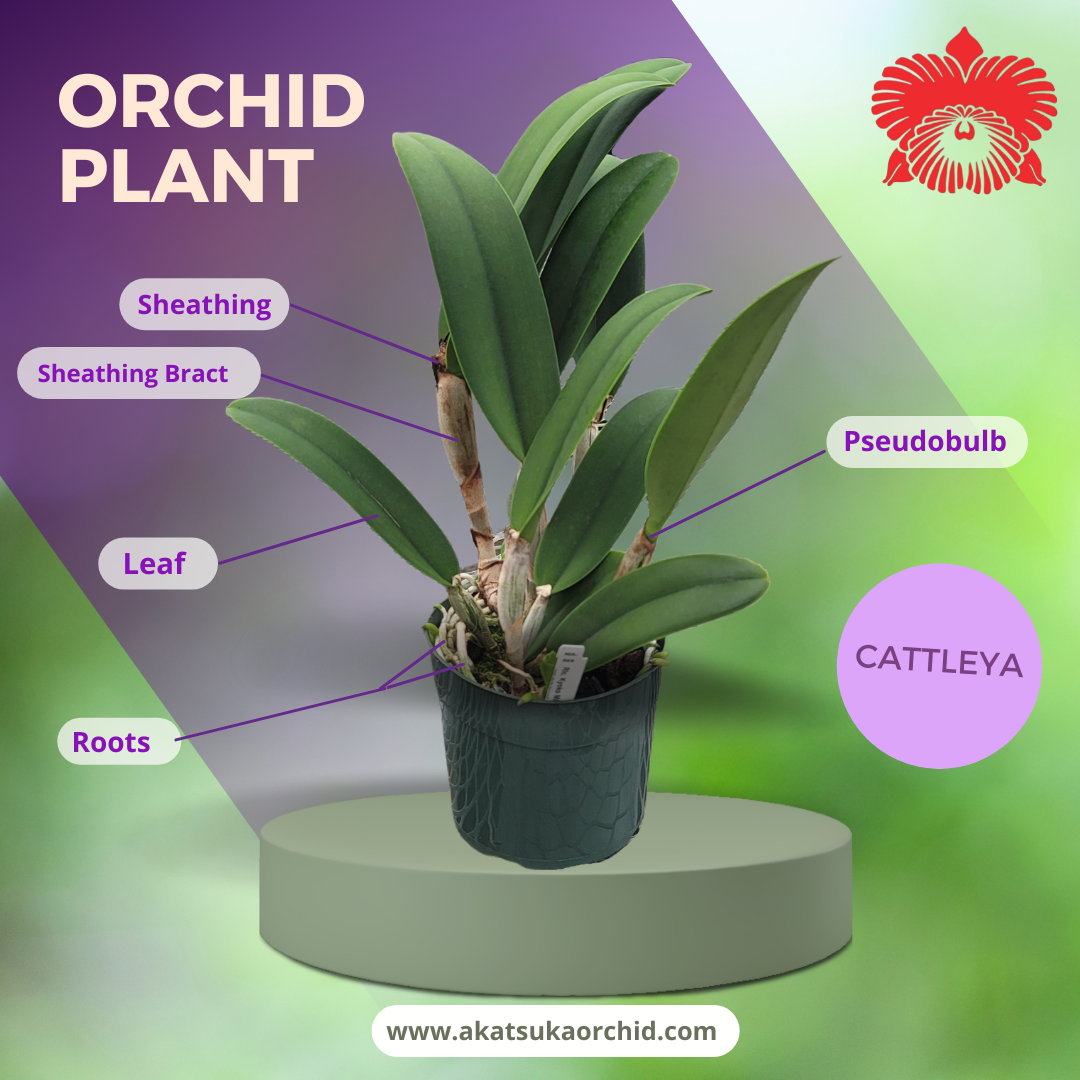 ORCHID
PLANT
Sheathing
Sheathing Bract
Pseudobulb
Leaf
CATTLEYA
Roots
www.akatsukaorchid.com